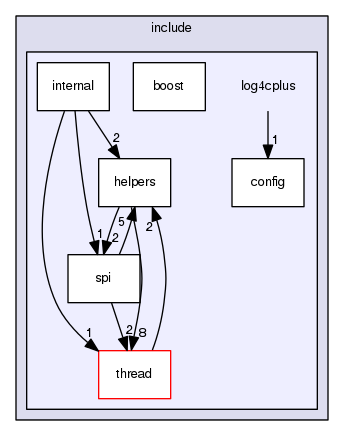 include
internal
boost
log4cplus
2
1
helpers
config
5
2
1
2
spi
1
2
8
thread